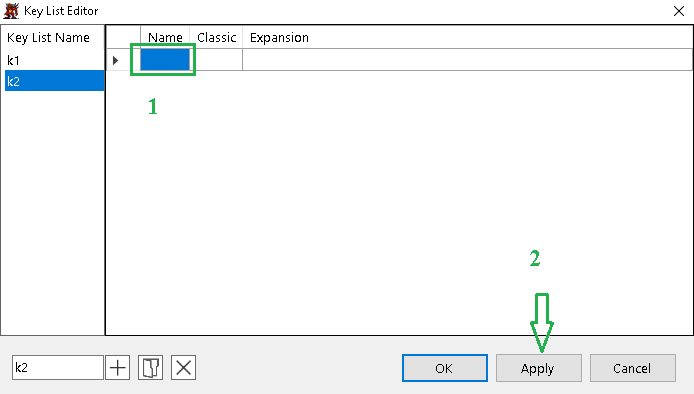 Key List Editor
Key List Name
Name Classic Expansion
k1
k2
1
2
k2
OK Apply Cancel